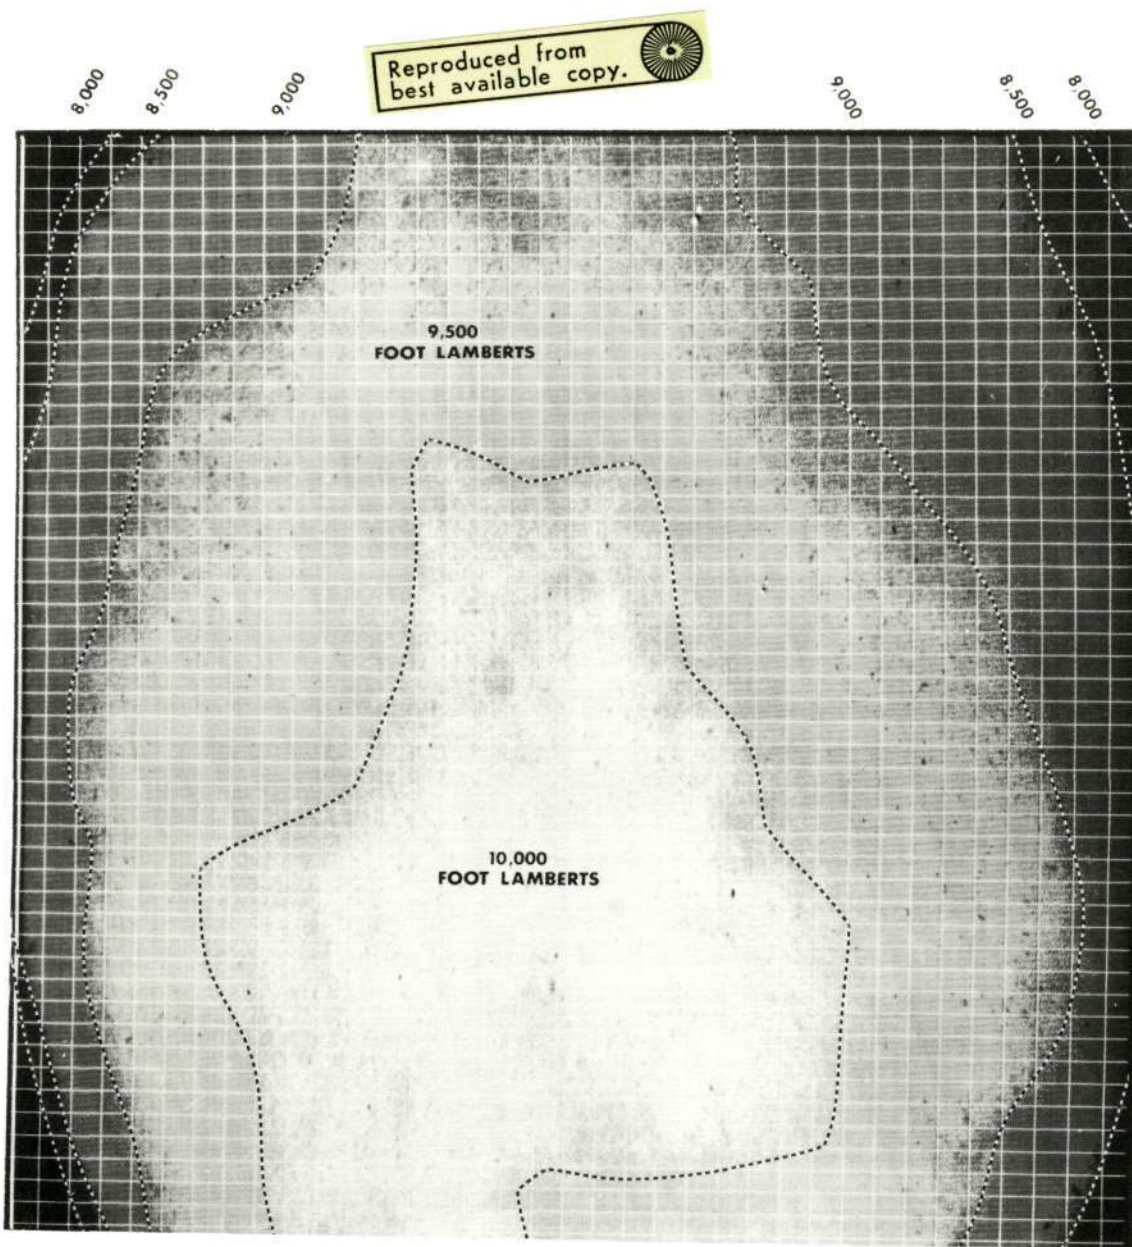 Reproduced from
best available copy.
8,000
8,500
9,000
9,000
8,500
8,000
9,500
FOOT LAMBERTS
10,000
FOOT LAMBERTS